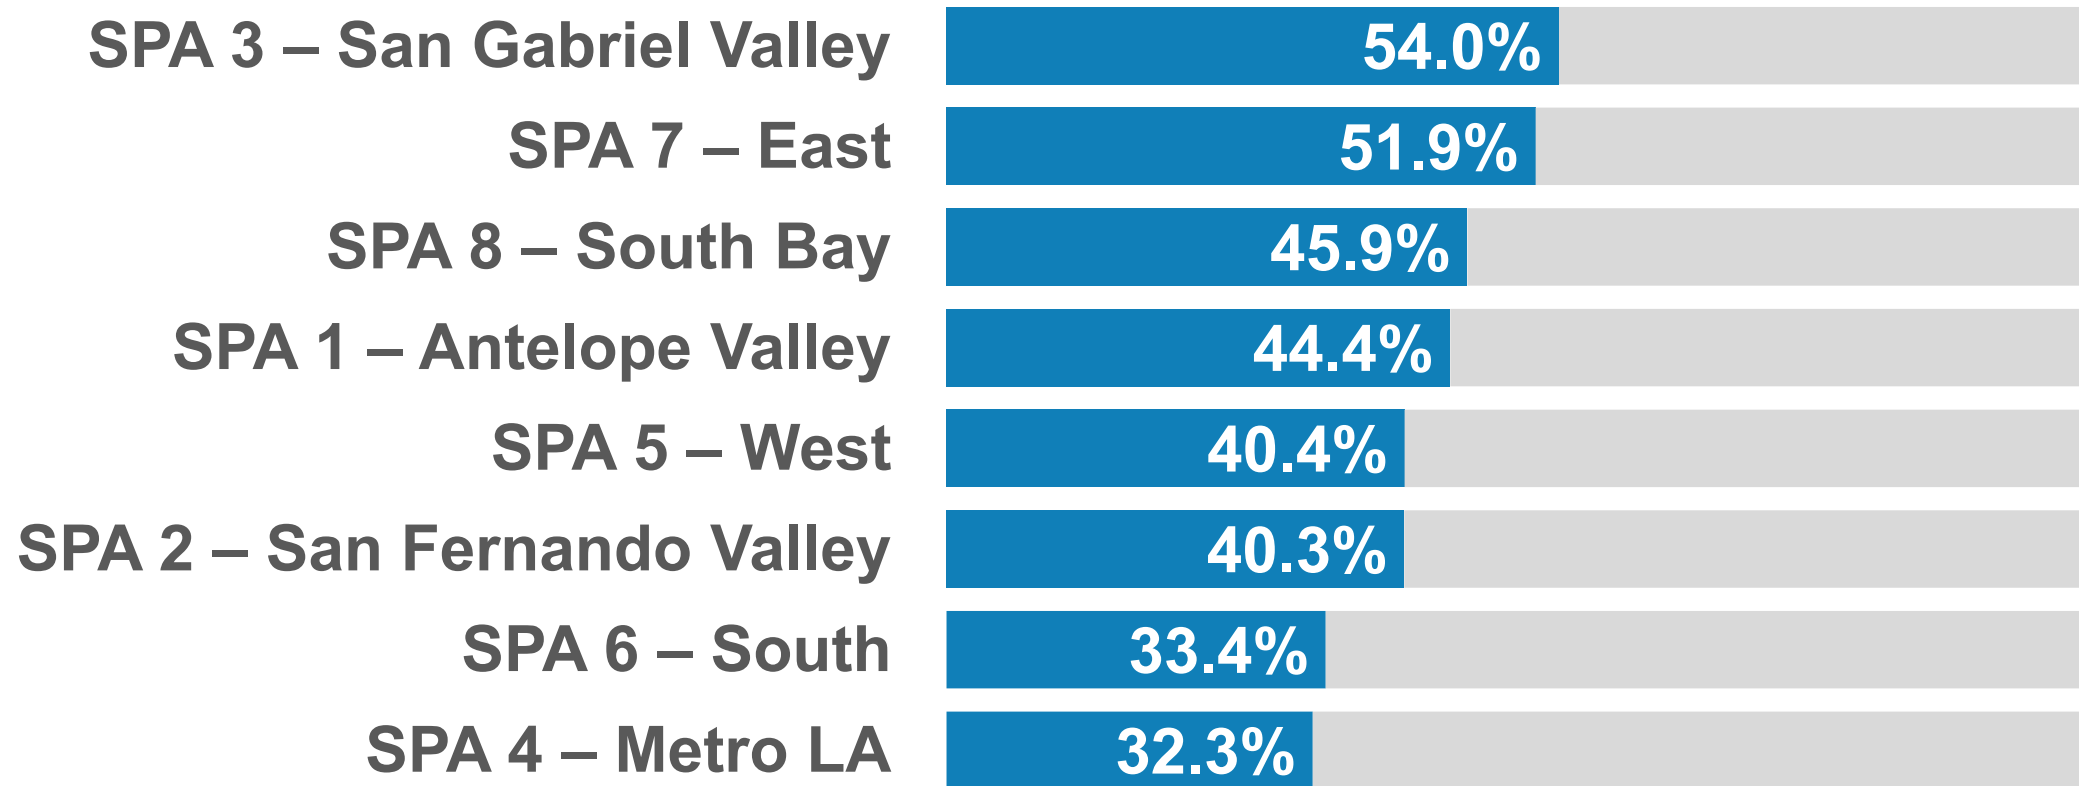 SPA 3 – San Gabriel Valley 54.0%
SPA 7 – East 51.9%
SPA 8 – South Bay 45.9%
SPA 1 – Antelope Valley 44.4%
SPA 5 – West 40.4%
SPA 2 – San Fernando Valley 40.3%
SPA 6 – South 33.4%
SPA 4 – Metro LA 32.3%